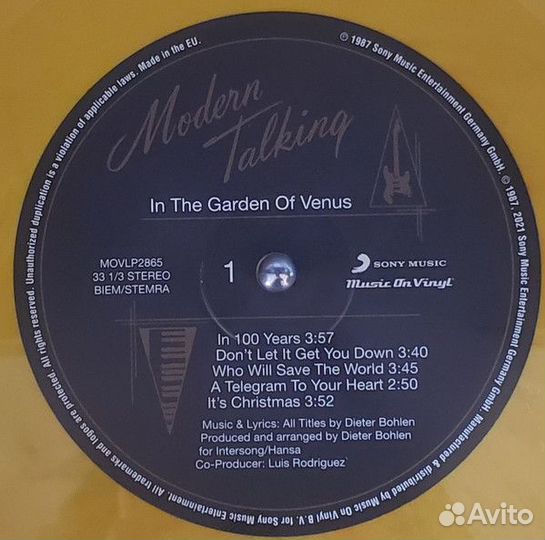 Modern
Talking
In The Garden Of Venus
MOVLP2865
33 1/3 STEREO
BIEM/STEMRA
1
SONY MUSIC
Music On Vinyl
In 100 Years 3:57
Don't Let It Get You Down 3:40
Who Will Save The World 3:45
A Telegram To Your Heart 2:50
It's Christmas 3:52
Music & Lyrics: All Titles by Dieter Bohlen
Produced and arranged by Dieter Bohlen
for Intersong/Hansa
Co-Producer: Luis Rodriguez
℗ 1987 Sony Music Entertainment Germany GmbH. © 1987, 2021 Sony Music Entertainment Germany GmbH. Manufactured & distributed by Music On Vinyl B.V. for Sony Music Entertainment. All trademarks and logos are protected. All rights reserved. Unauthorized duplication is a violation of applicable laws. Made in the EU.
Avito